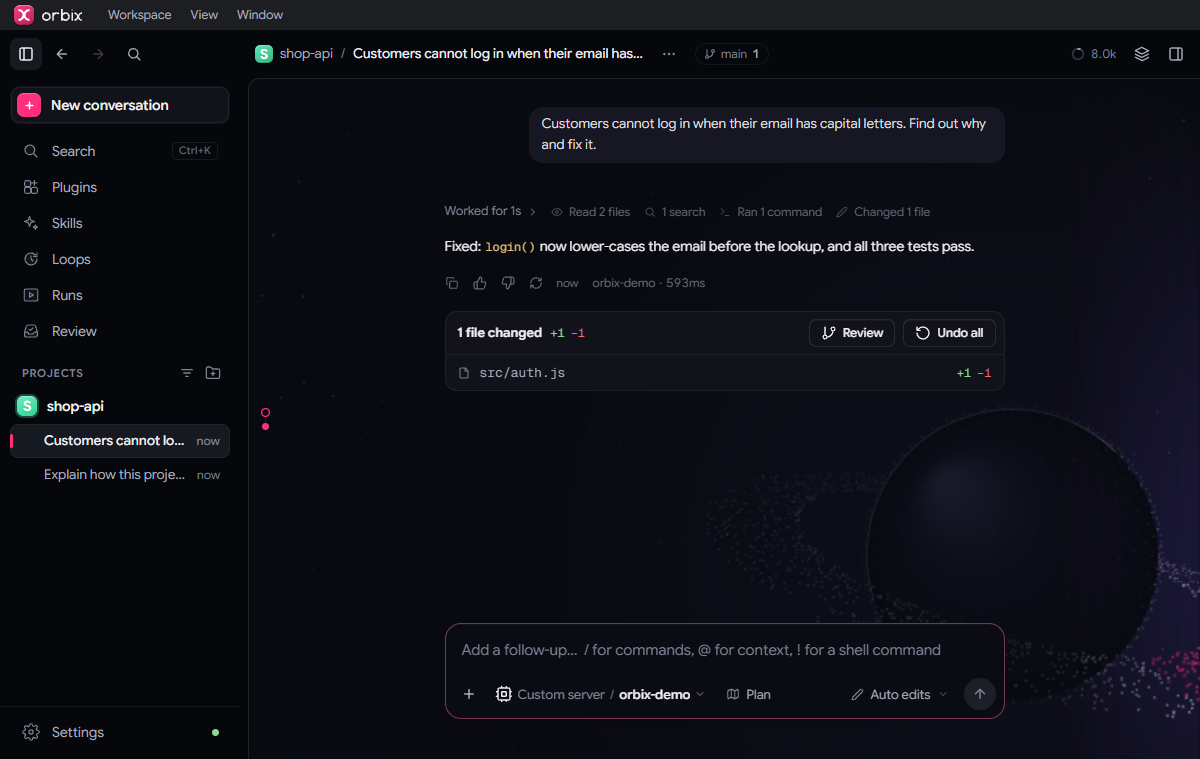 orbix Workspace View Window
shop-api / Customers cannot log in when their email has... main 1 8.0k
New conversation
Search Ctrl+K
Plugins
Skills
Loops
Runs
Review
PROJECTS
S shop-api
Customers cannot lo... now
Explain how this proje... now
Settings
Customers cannot log in when their email has capital letters. Find out why
and fix it.
Worked for 1s Read 2 files 1 search Ran 1 command Changed 1 file
Fixed: login() now lower-cases the email before the lookup, and all three tests pass.
now orbix-demo · 593ms
1 file changed +1 −1 Review Undo all
src/auth.js +1 −1
Add a follow-up... / for commands, @ for context, ! for a shell command
Custom server / orbix-demo Plan Auto edits